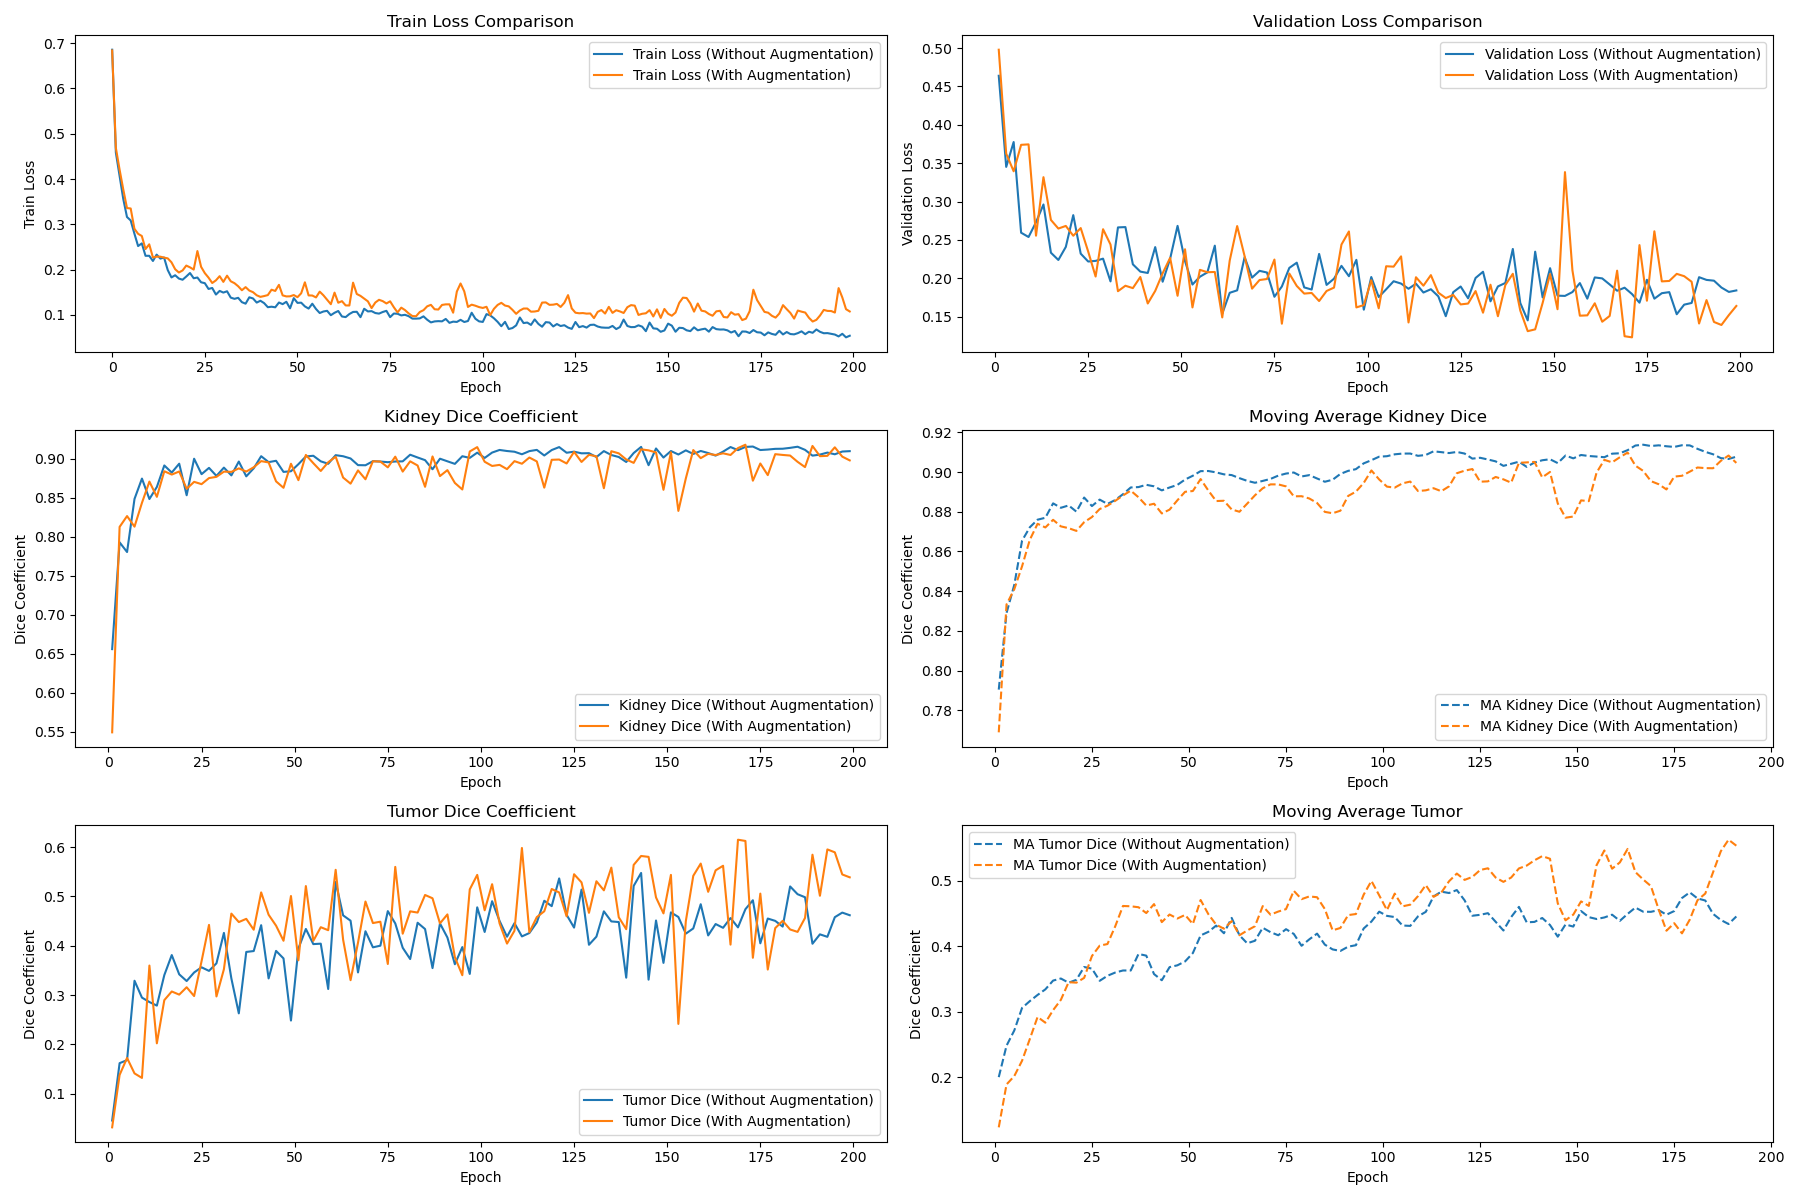 Train Loss Comparison
Train Loss (Without Augmentation)
Train Loss (With Augmentation)
Train Loss
0.7
0.6
0.5
0.4
0.3
0.2
0.1
0 25 50 75 100 125 150 175 200
Epoch
Validation Loss Comparison
Validation Loss (Without Augmentation)
Validation Loss (With Augmentation)
Validation Loss
0.50
0.45
0.40
0.35
0.30
0.25
0.20
0.15
0 25 50 75 100 125 150 175 200
Epoch
Kidney Dice Coefficient
Dice Coefficient
0.90
0.85
0.80
0.75
0.70
0.65
0.60
0.55
Kidney Dice (Without Augmentation)
Kidney Dice (With Augmentation)
0 25 50 75 100 125 150 175 200
Epoch
Moving Average Kidney Dice
Dice Coefficient
0.92
0.90
0.88
0.86
0.84
0.82
0.80
0.78
MA Kidney Dice (Without Augmentation)
MA Kidney Dice (With Augmentation)
0 25 50 75 100 125 150 175 200
Epoch
Tumor Dice Coefficient
Dice Coefficient
0.6
0.5
0.4
0.3
0.2
0.1
Tumor Dice (Without Augmentation)
Tumor Dice (With Augmentation)
0 25 50 75 100 125 150 175 200
Epoch
Moving Average Tumor
MA Tumor Dice (Without Augmentation)
MA Tumor Dice (With Augmentation)
Dice Coefficient
0.5
0.4
0.3
0.2
0 25 50 75 100 125 150 175 200
Epoch